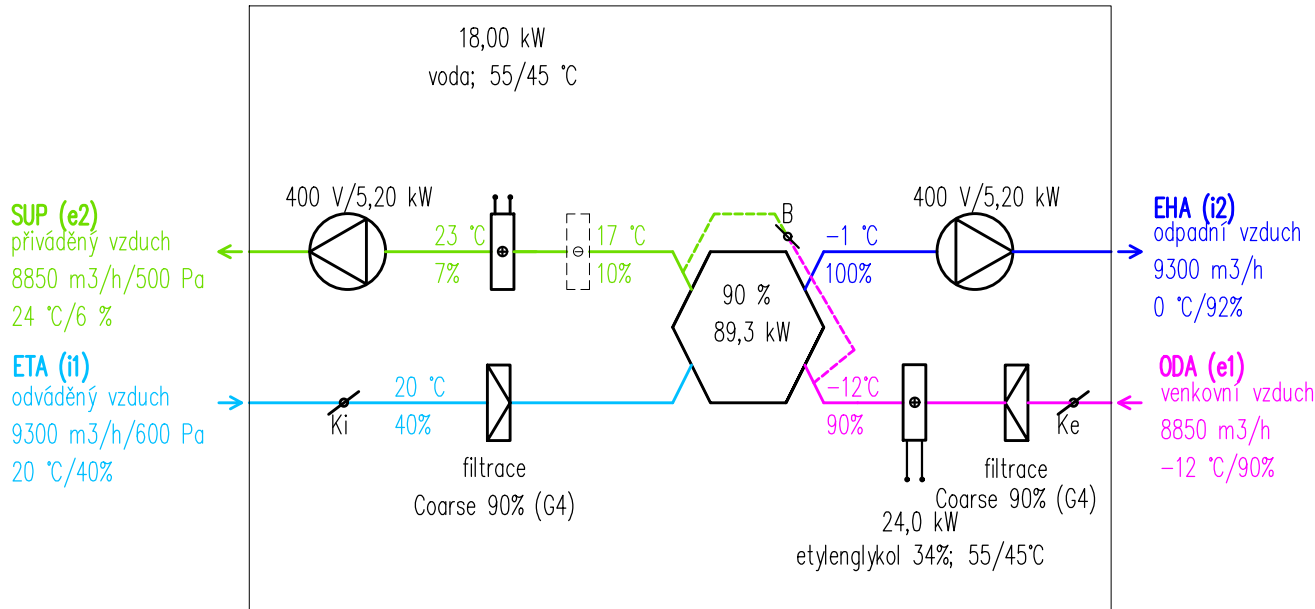 18,00 kW
voda; 55/45 °C
400 V/5,20 kW
400 V/5,20 kW
SUP (e2)
přiváděný vzduch
8850 m3/h/500 Pa
24 °C/6 %
23 °C
7%
17 °C
10%
B
-1 °C
100%
EHA (i2)
odpadní vzduch
9300 m3/h
0 °C/92%
90 %
89,3 kW
ETA (i1)
odváděný vzduch
9300 m3/h/600 Pa
20 °C/40%
Ki
20 °C
40%
-12°C
90%
Ke
ODA (e1)
venkovní vzduch
8850 m3/h
-12 °C/90%
filtrace
Coarse 90% (G4)
filtrace
Coarse 90% (G4)
24,0 kW
etylenglykol 34%; 55/45°C